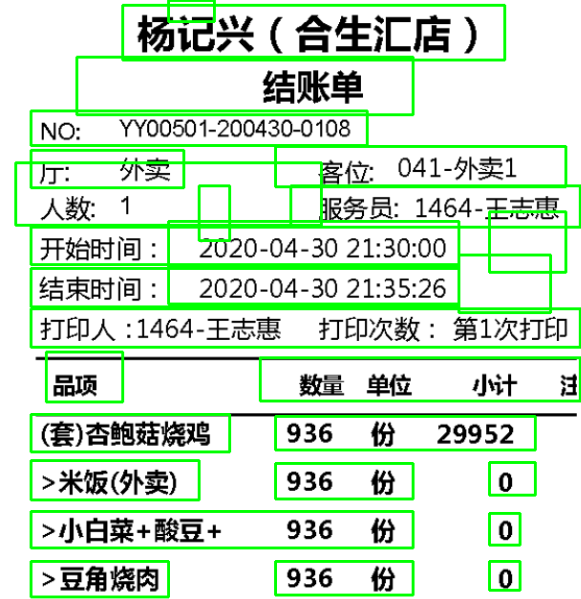 杨记兴（合生汇店）
结账单
NO: YY00501-200430-0108
厅: 外卖 客位: 041-外卖1
人数: 1 服务员: 1464-王志惠
开始时间： 2020-04-30 21:30:00
结束时间： 2020-04-30 21:35:26
打印人:1464-王志惠 打印次数： 第1次打印
品项 数量 单位 小计
(套)杏鲍菇烧鸡 936 份 29952
>米饭(外卖) 936 份 0
>小白菜+酸豆+ 936 份 0
>豆角烧肉 936 份 0